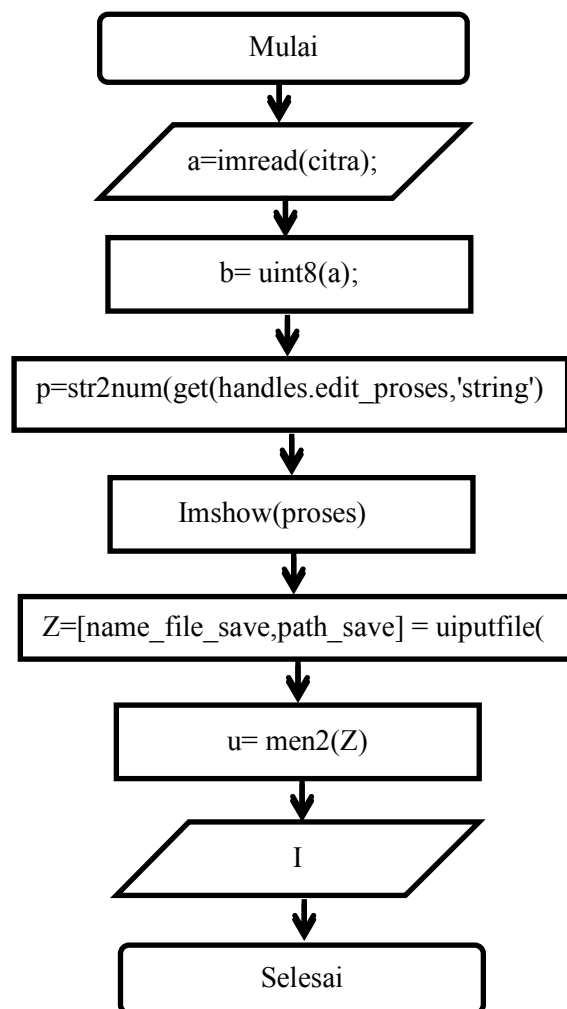 Mulai
a=imread(citra);
b= uint8(a);
p=str2num(get(handles.edit_proses,'string')
Imshow(proses)
Z=[name_file_save,path_save] = uiputfile(
u= men2(Z)
I
Selesai